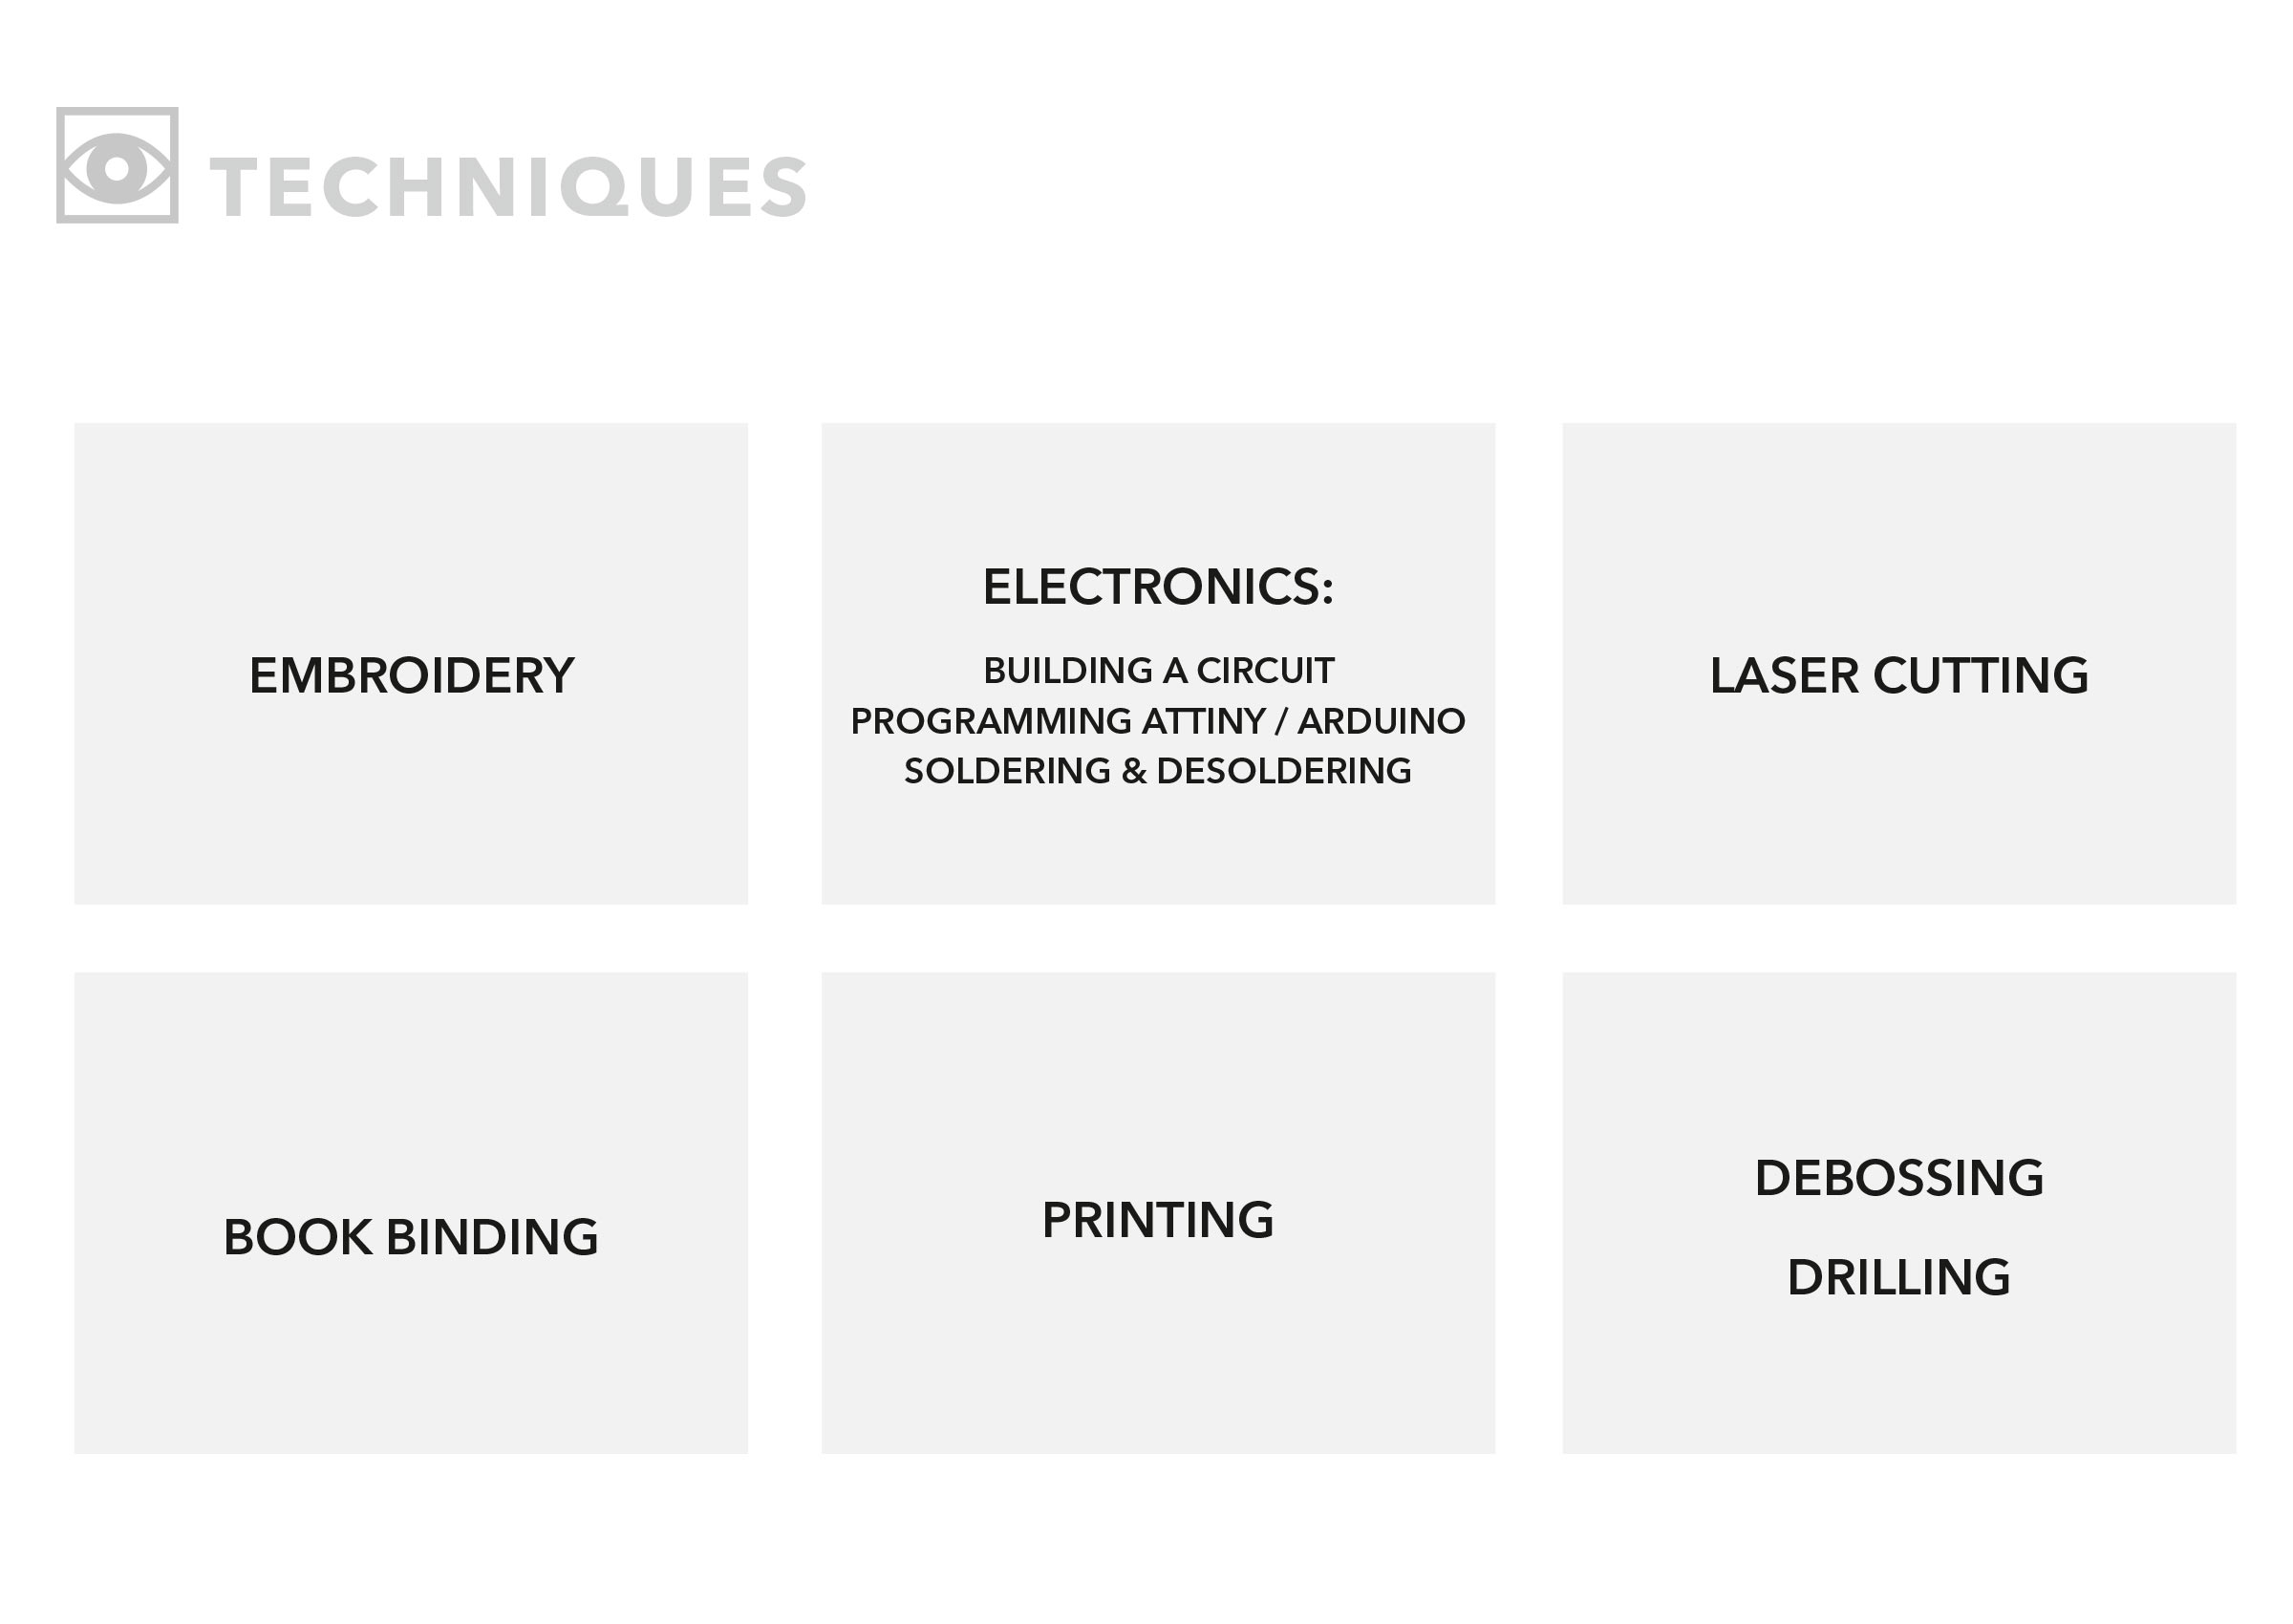 TECHNIQUES
EMBROIDERY
ELECTRONICS:
BUILDING A CIRCUIT
PROGRAMMING ATTINY / ARDUINO
SOLDERING & DESOLDERING
LASER CUTTING
BOOK BINDING
PRINTING
DEBOSSING
DRILLING